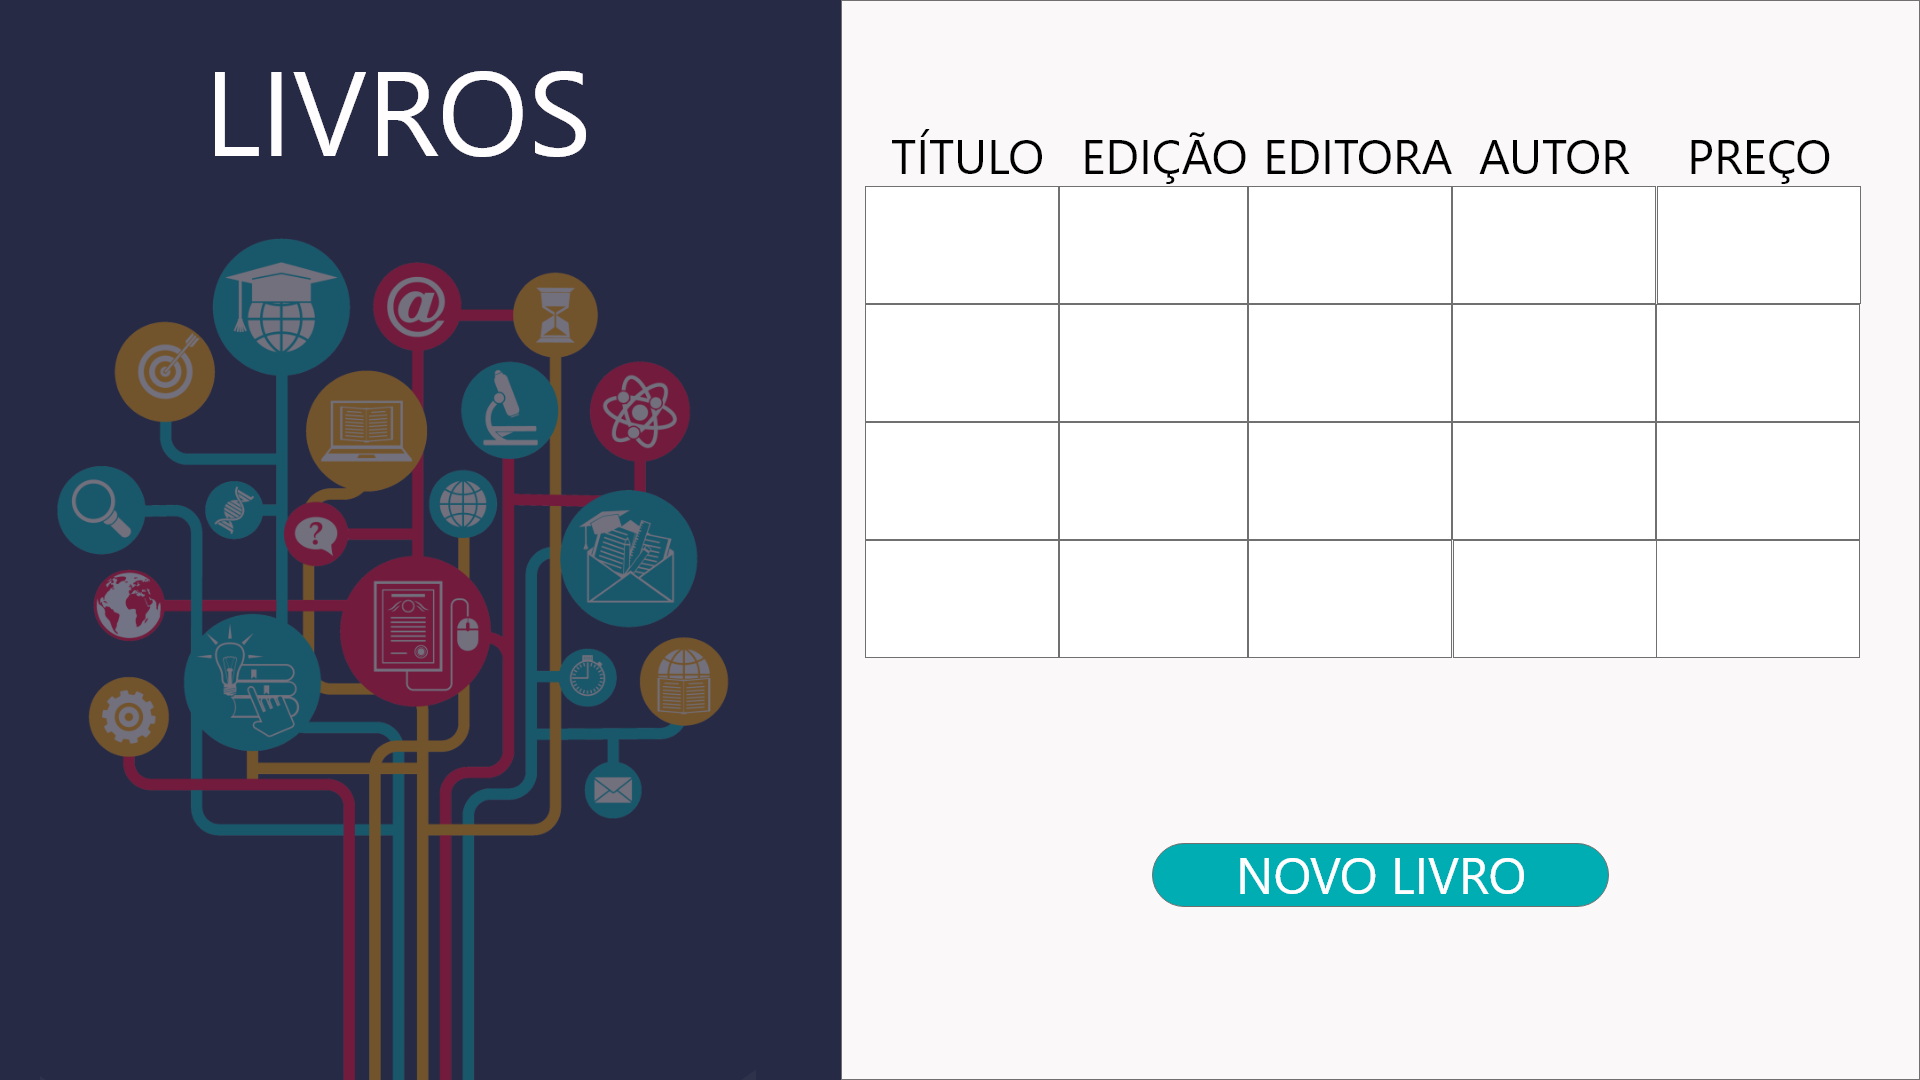 LIVROS
TÍTULO EDIÇÃO EDITORA AUTOR PREÇO
@
?
NOVO LIVRO